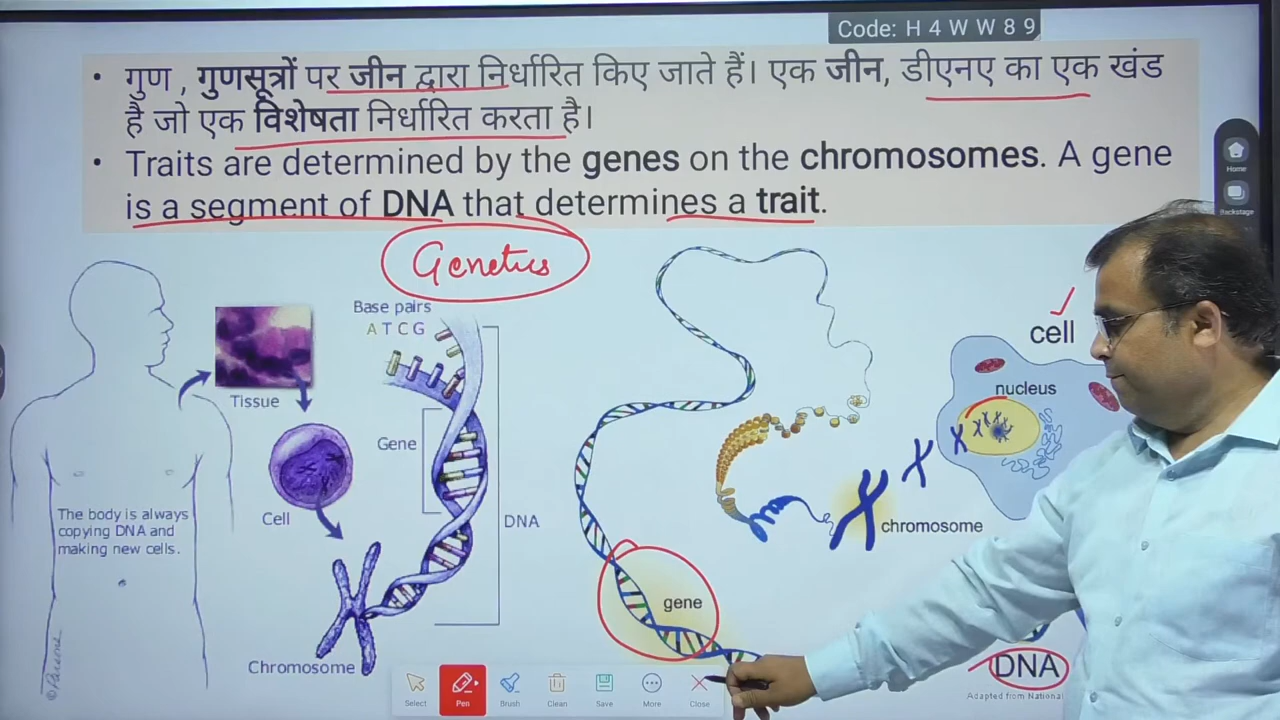 Code: H 4 W W 8 9
• गुण , गुणसूत्रों पर जीन द्वारा निर्धारित किए जाते हैं। एक जीन, डीएनए का एक खंड
है जो एक विशेषता निर्धारित करता है।
• Traits are determined by the genes on the chromosomes. A gene
is a segment of DNA that determines a trait.
Home
Backstage
Genetics
Base pairs
A T C G
Tissue
Gene
Cell
DNA
The body is always
copying DNA and
making new cells.
Chromosome
© Parsons
cell
nucleus
chromosome
gene
DNA
Adapted from National
Select
Pen
Brush
Clean
Save
More
Close